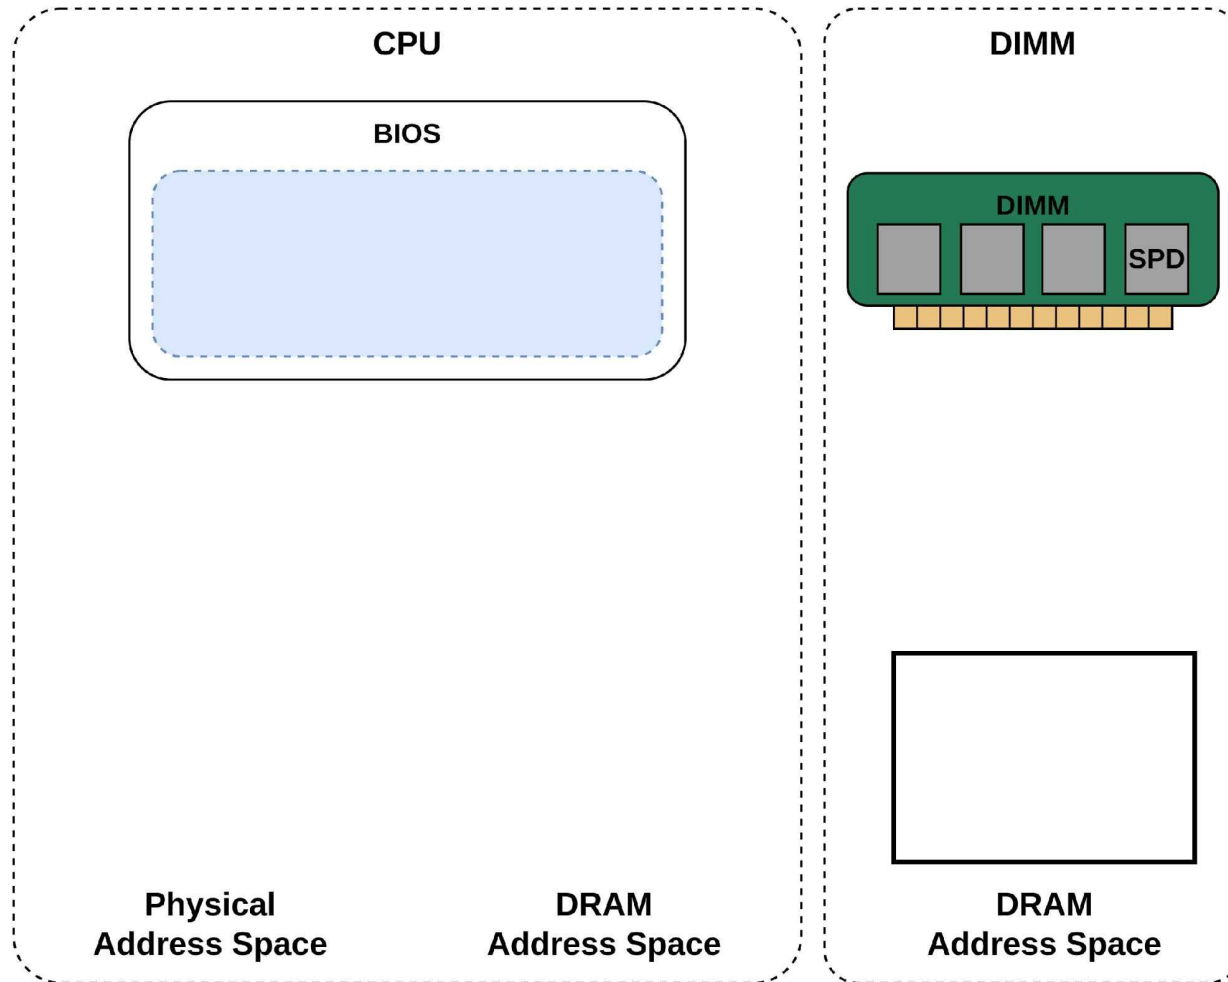 CPU
DIMM
BIOS
DIMM
SPD
Physical
Address Space
DRAM
Address Space
DRAM
Address Space